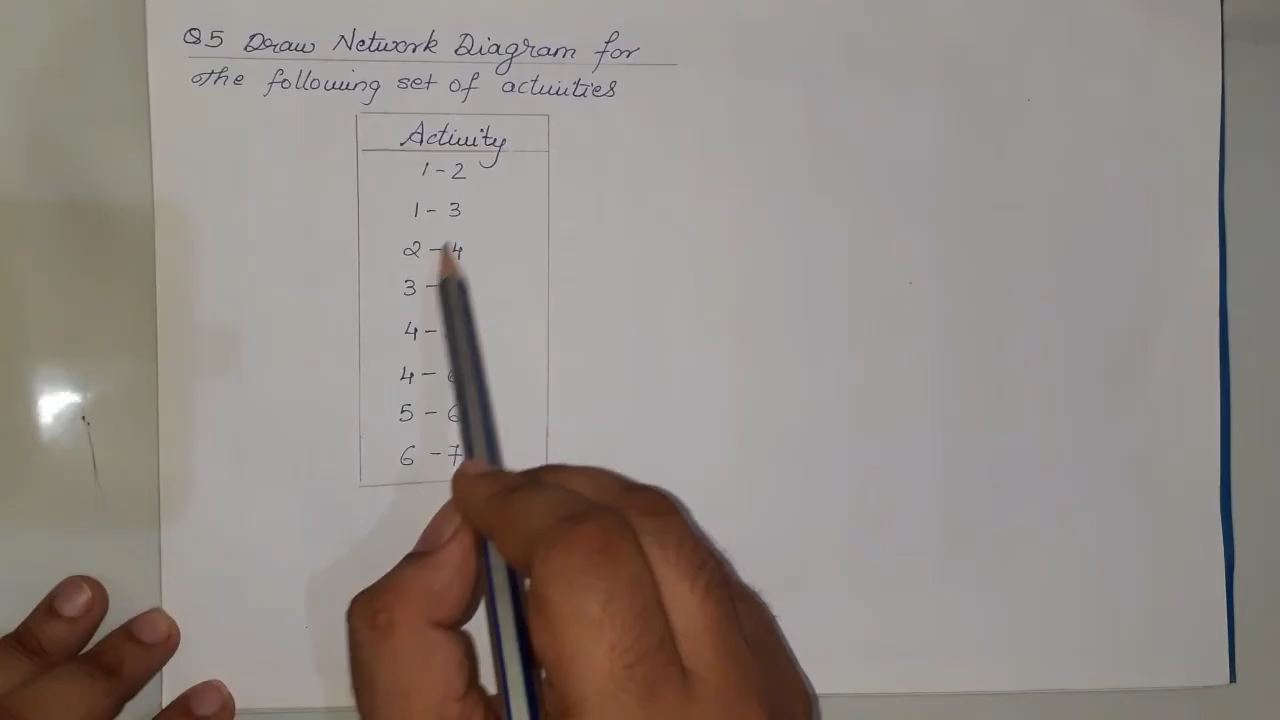 Q5 Draw Network Diagram for
the following set of activities
Activity
1 - 2
1 - 3
2 - 4
3 -
4 -
4 - 6
5 - 6
6 - 7